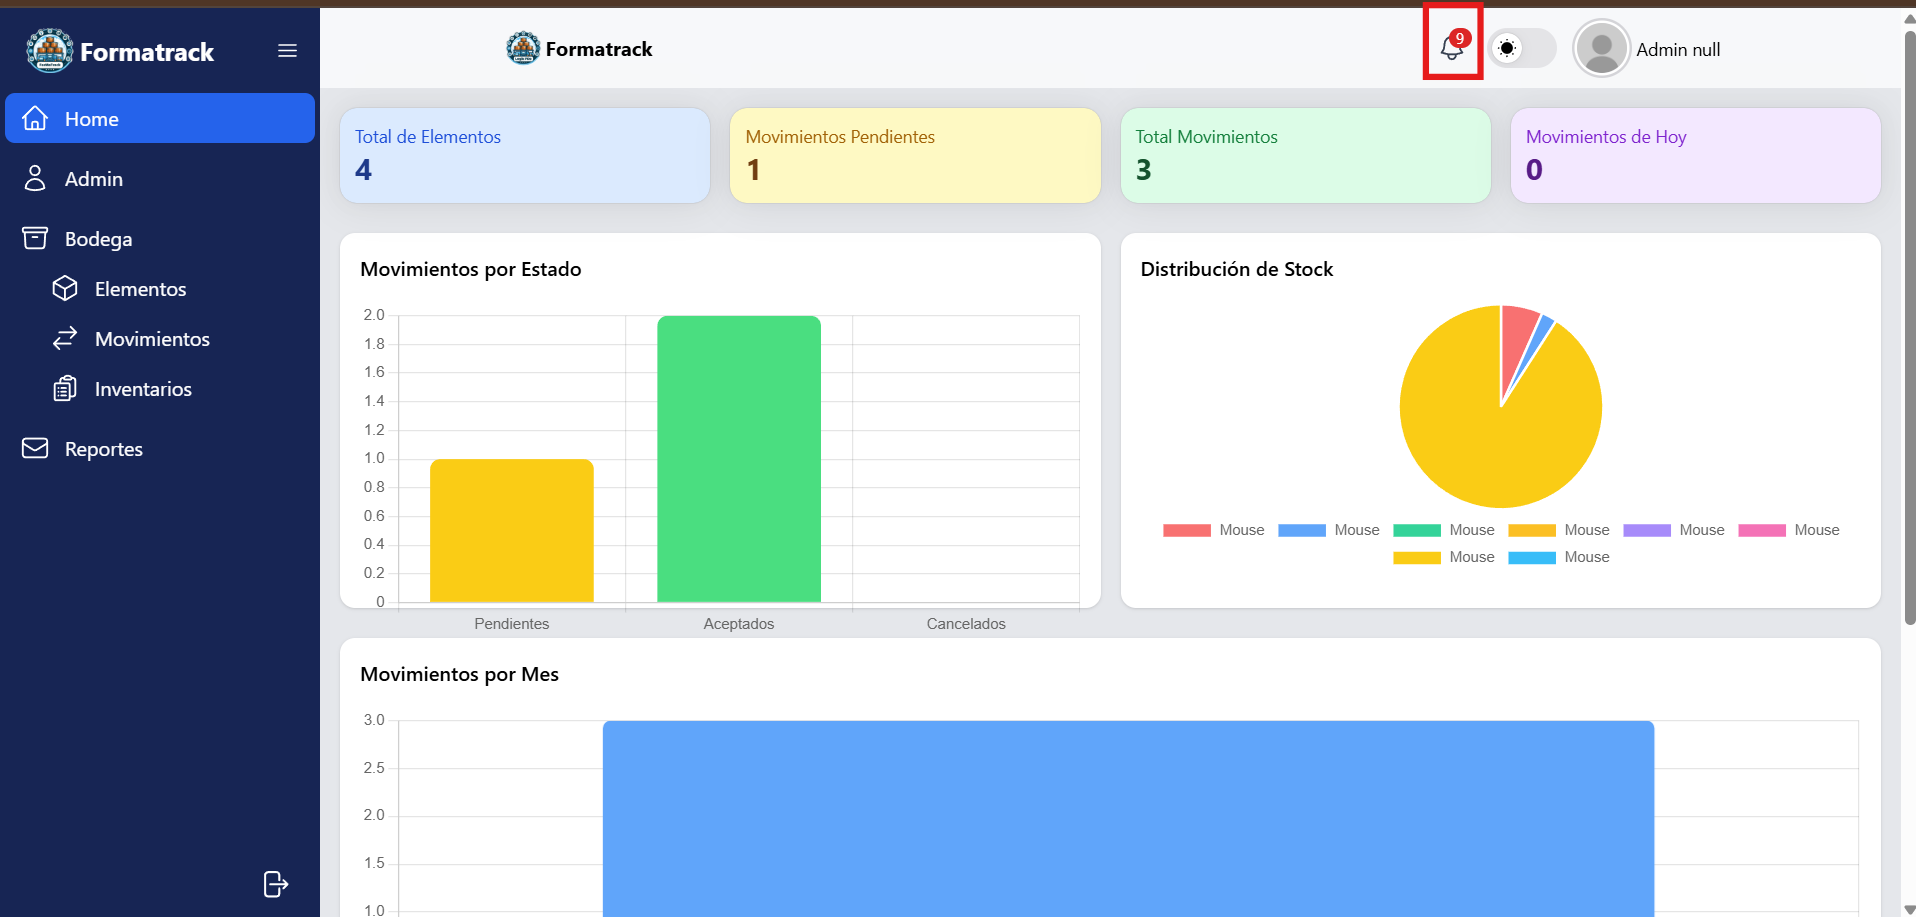 Formatrack
Formatrack
9
Admin null
Home
Admin
Bodega
Elementos
Movimientos
Inventarios
Reportes
Total de Elementos
4
Movimientos Pendientes
1
Total Movimientos
3
Movimientos de Hoy
0
Movimientos por Estado
2.0
1.8
1.6
1.4
1.2
1.0
0.8
0.6
0.4
0.2
0
Pendientes Aceptados Cancelados
Distribución de Stock
Mouse Mouse Mouse Mouse Mouse Mouse
Mouse Mouse
Movimientos por Mes
3.0
2.5
2.0
1.5
1.0